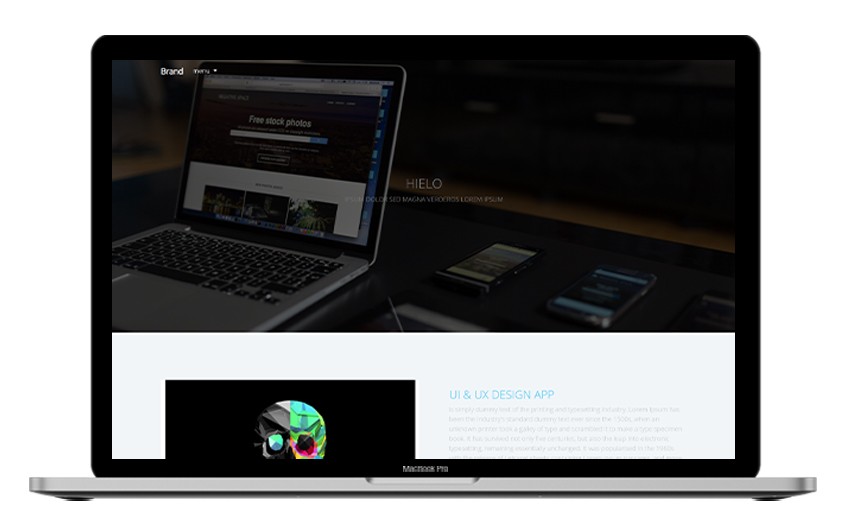 Brand menu
Free stock photos
HIELO
IPSUM DOLOR SED MAGNA VEROEROS LOREM IPSUM
UI & UX DESIGN APP
is simply dummy text of the printing and typesetting industry. Lorem Ipsum has
been the industry's standard dummy text ever since the 1500s, when an
unknown printer took a galley of type and scrambled it to make a type specimen
book. It has survived not only five centuries, but also the leap into electronic
typesetting, remaining essentially unchanged. It was popularised in the 1960s
MacBook Pro